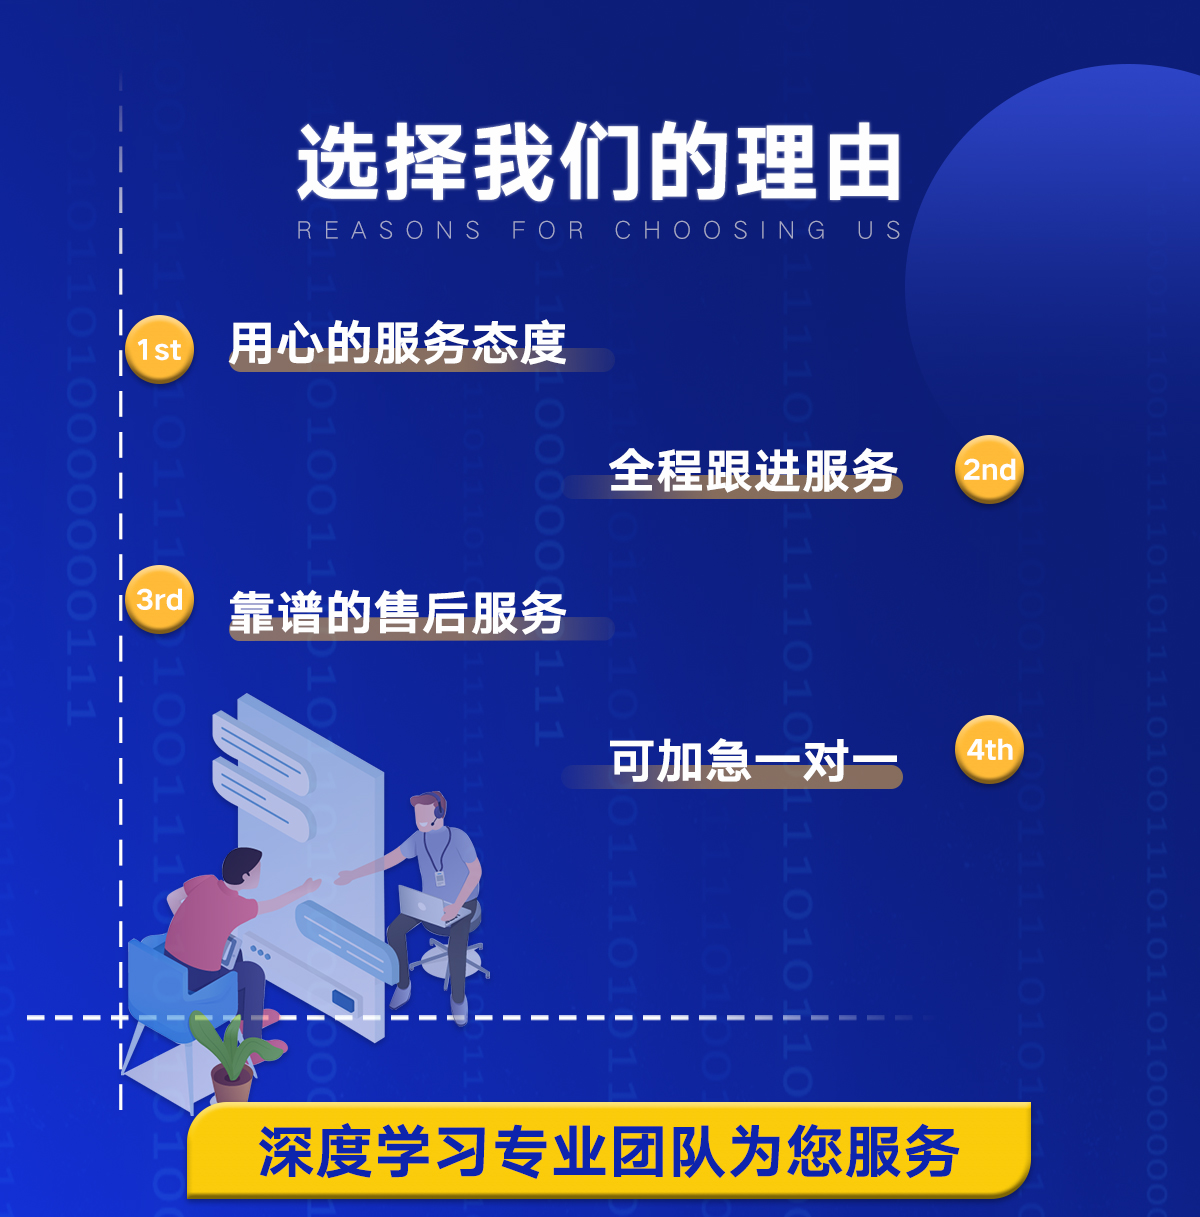 选择我们的理由
REASONS FOR CHOOSING US
1st 用心的服务态度
全程跟进服务 2nd
3rd 靠谱的售后服务
可加急一对一 4th
深度学习专业团队为您服务